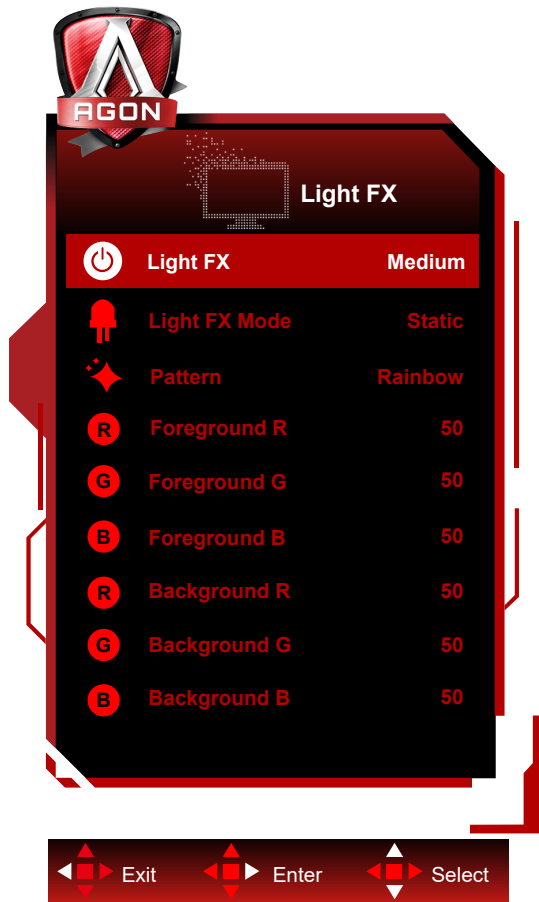 AGON
Light FX
Light FX Medium
Light FX Mode Static
Pattern Rainbow
R Foreground R 50
G Foreground G 50
B Foreground B 50
R Background R 50
G Background G 50
B Background B 50
Exit Enter Select